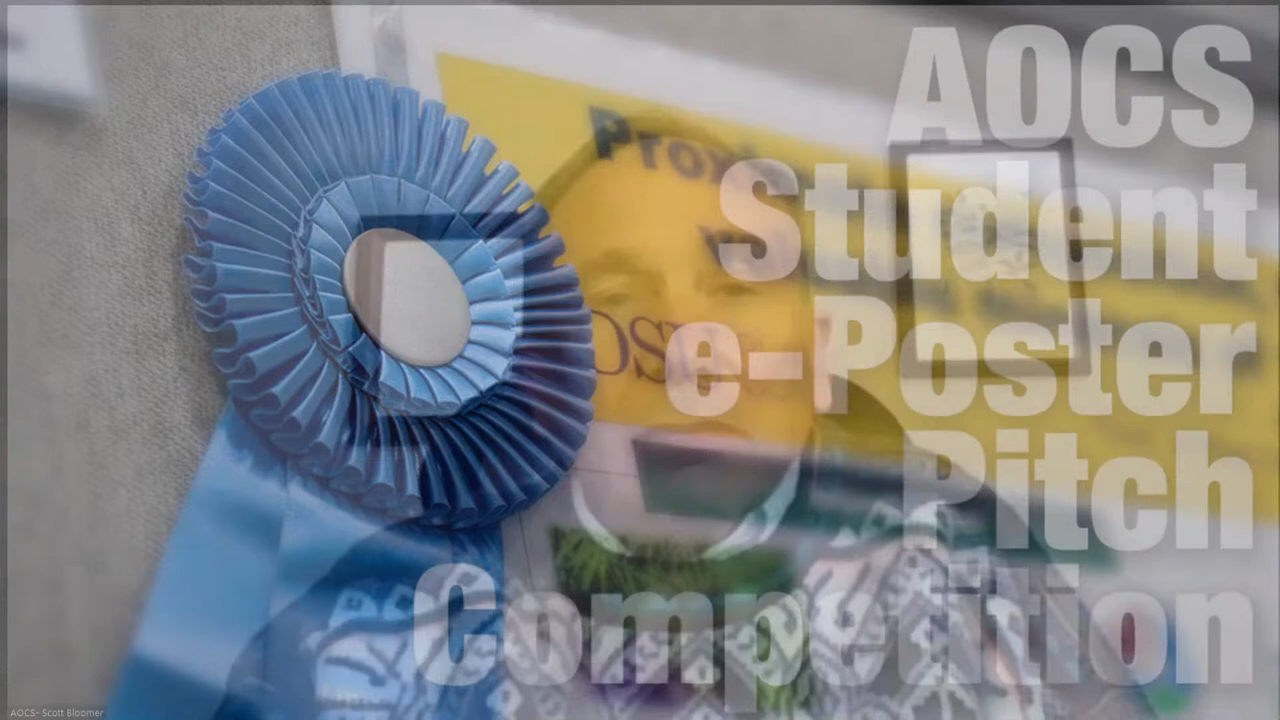 AOCS
Student
e-Poster
Pitch
Competition
AOCS- Scott Bloomer